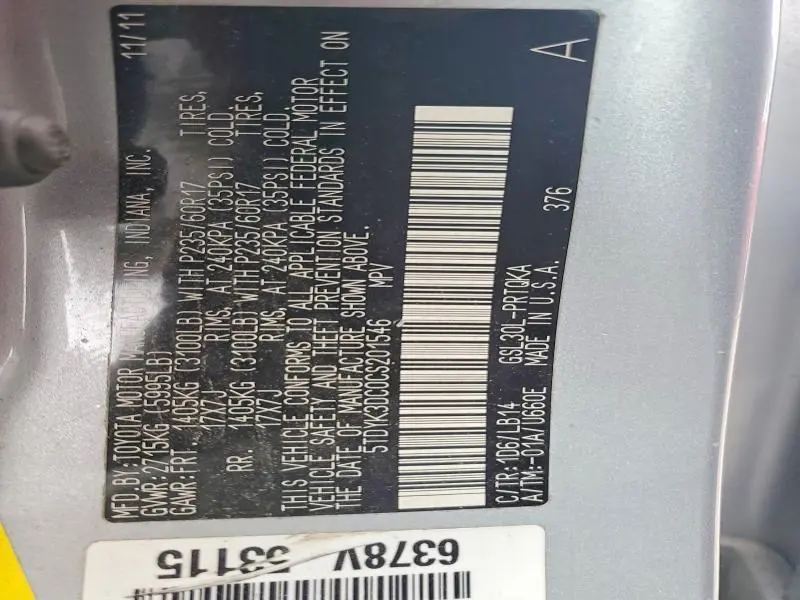 MFD.BY:TOYOTA MOTOR MANUFACTURING, INDIANA, INC. 11/11
GVWR:2715KG (5995LB)
GAWR:FRT. 1405KG (3100LB) WITH P235/60R17 TIRES,
17X7J RIMS, AT 240KPA (35PSI) COLD
RR. 1405KG (3100LB) WITH P235/60R17 TIRES,
17X7J RIMS, AT 240KPA (35PSI) COLD
THIS VEHICLE CONFORMS TO ALL APPLICABLE FEDERAL MOTOR
VEHICLE SAFETY AND THEFT PREVENTION STANDARDS IN EFFECT ON
THE DATE OF MANUFACTURE SHOWN ABOVE.
5TDYK3DC0CS201546 MPV
A
376
C/TR:1D6/LB14 GSL30L-PRTQKA
A/TM:-01A/U660E MADE IN U.S.A.
6378V 53115